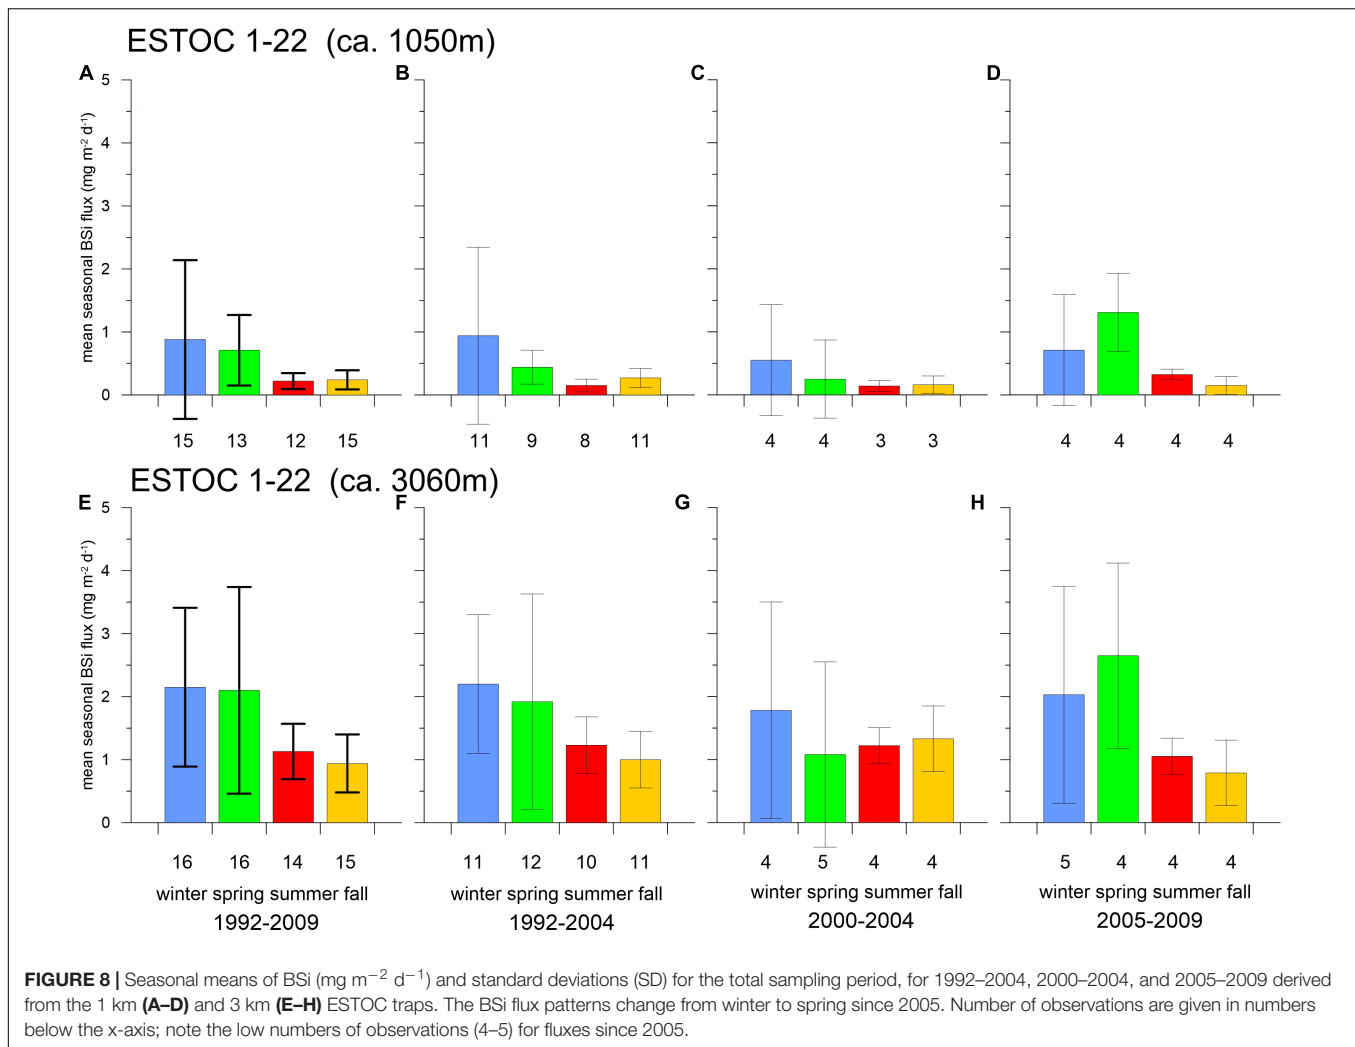 ESTOC 1-22 (ca. 1050m)
A B C D
mean seasonal BSi flux (mg m⁻² d⁻¹)
5
4
3
2
1
0
15 13 12 15
11 9 8 11
4 4 3 3
4 4 4 4
ESTOC 1-22 (ca. 3060m)
E F G H
mean seasonal BSi flux (mg m⁻² d⁻¹)
5
4
3
2
1
0
16 16 14 15
11 12 10 11
4 5 4 4
5 4 4 4
winter spring summer fall
1992-2009
winter spring summer fall
1992-2004
winter spring summer fall
2000-2004
winter spring summer fall
2005-2009
FIGURE 8 | Seasonal means of BSi (mg m⁻² d⁻¹) and standard deviations (SD) for the total sampling period, for 1992–2004, 2000–2004, and 2005–2009 derived
from the 1 km (A–D) and 3 km (E–H) ESTOC traps. The BSi flux patterns change from winter to spring since 2005. Number of observations are given in numbers
below the x-axis; note the low numbers of observations (4–5) for fluxes since 2005.